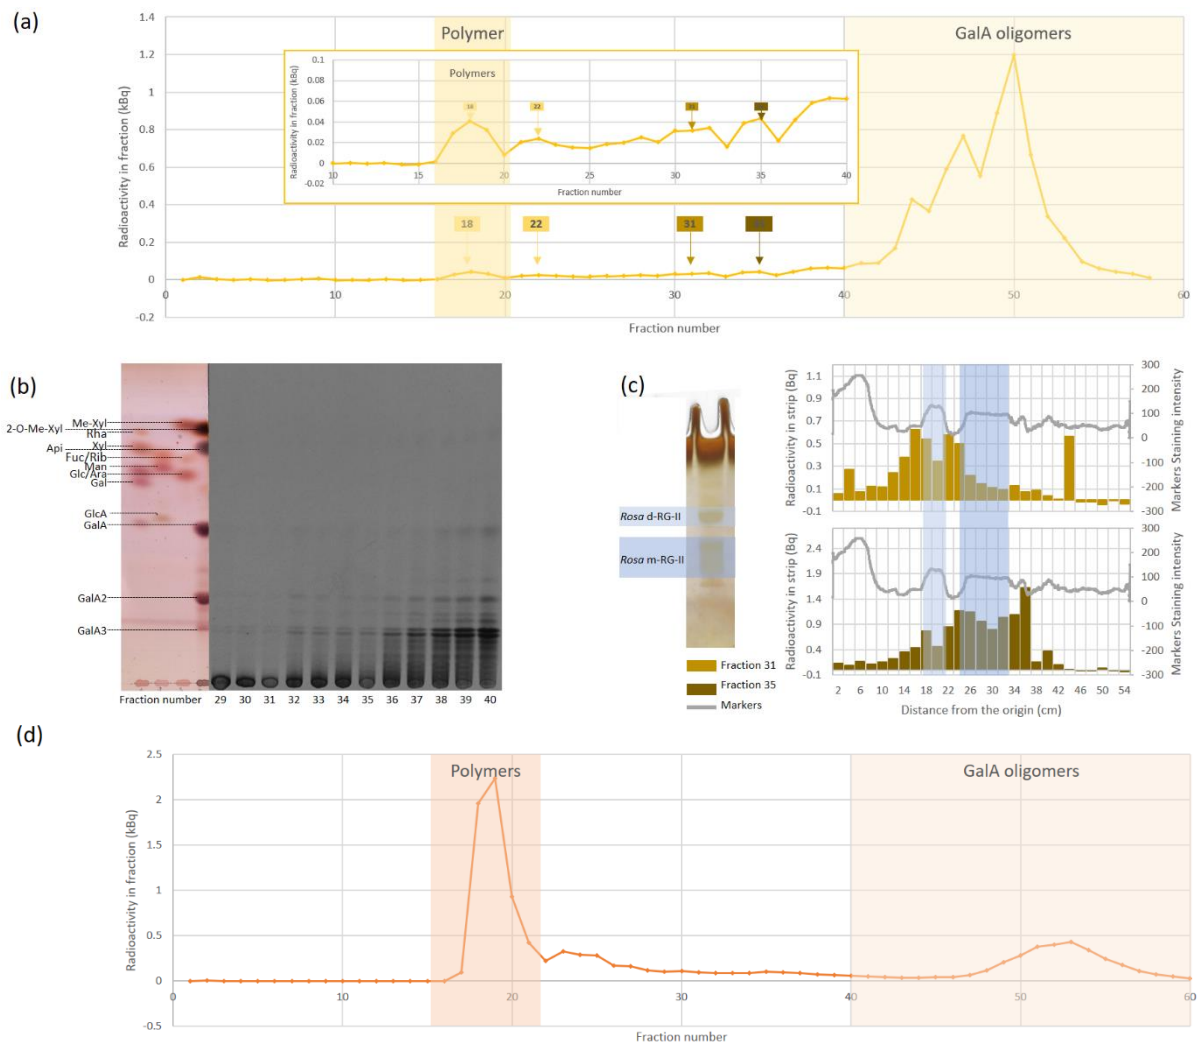 (a)
Polymer
GalA oligomers
Radioactivity in fraction (kBq)
1.4
1.2
1
0.8
0.6
0.4
0.2
0
-0.2
0
10
20
30
40
50
60
Fraction number
18
22
31
Polymers
Radioactivity in fraction (kBq)
0.1
0.08
0.06
0.04
0.02
0
-0.02
10
15
20
25
30
35
40
Fraction number
18
22
(b)
Me-Xyl
2-O-Me-Xyl
Rha
Xyl
Api
Fuc/Rib
Man
Glc/Ara
Gal
GlcA
GalA
GalA2
GalA3
Fraction number 29 30 31 32 33 34 35 36 37 38 39 40
(c)
Rosa d-RG-II
Rosa m-RG-II
Fraction 31
Fraction 35
Markers
Radioactivity in strip (Bq)
1.1
0.9
0.7
0.5
0.3
0.1
-0.1
300
200
100
0
-100
-200
-300
Markers Staining intensity
Radioactivity in strip (Bq)
2.4
1.9
1.4
0.9
0.4
-0.1
300
200
100
0
-100
-200
-300
Markers Staining intensity
2 6 10 14 18 22 26 30 34 38 42 46 50 54
Distance from the origin (cm)
(d)
Polymers
GalA oligomers
Radioactivity in fraction (kBq)
2.5
2
1.5
1
0.5
0
-0.5
0
10
20
30
40
50
60
Fraction number